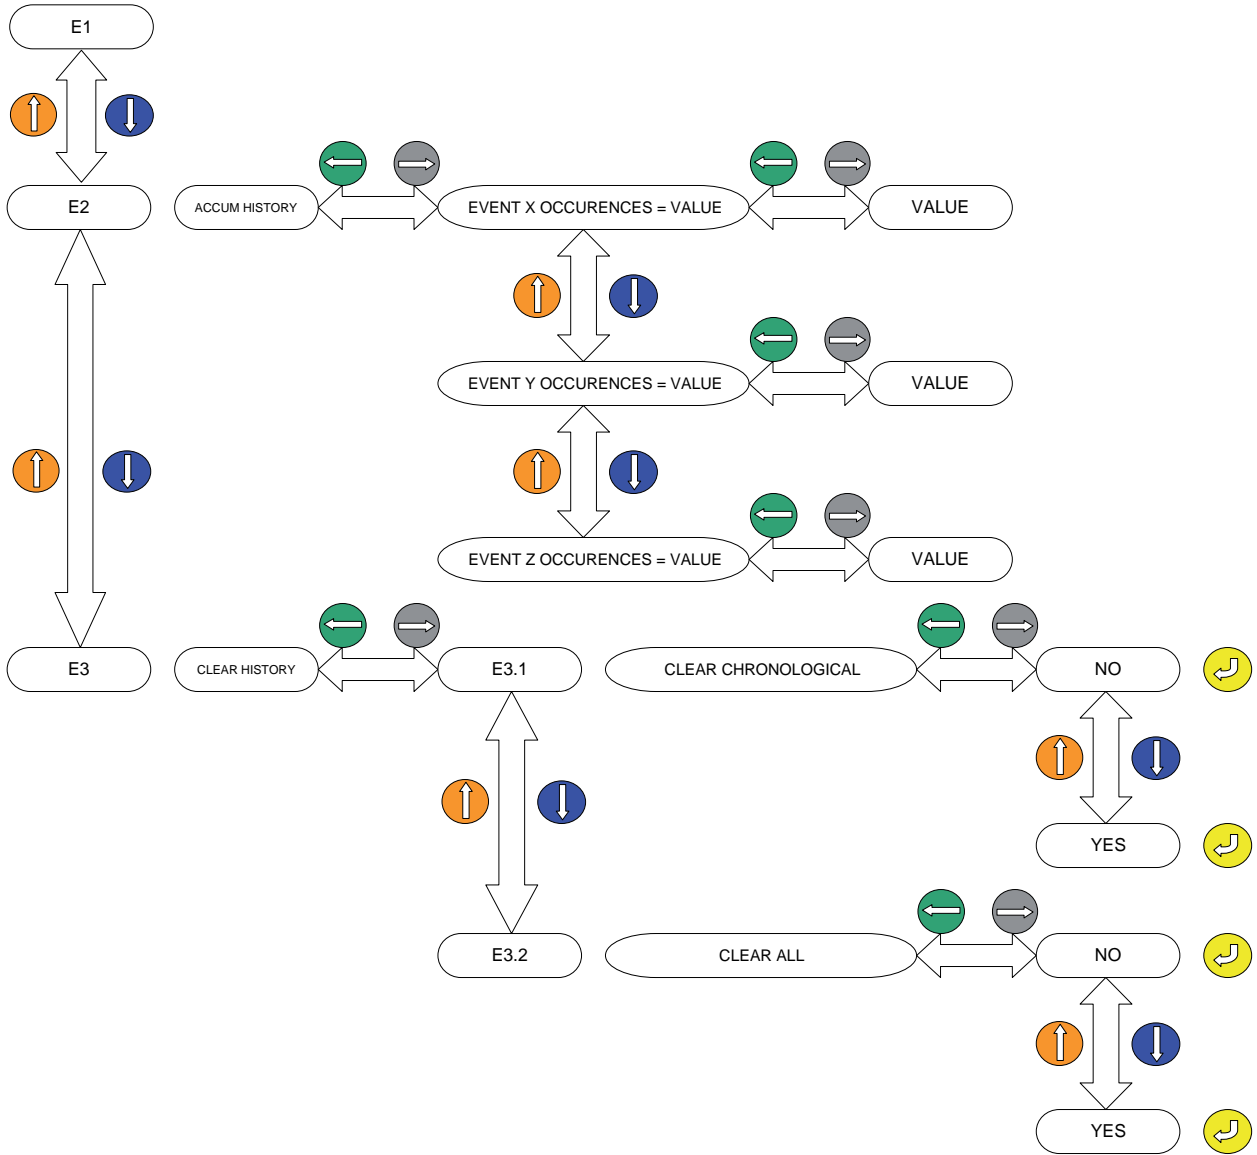 E1
E2
ACCUM HISTORY
EVENT X OCCURENCES = VALUE
VALUE
EVENT Y OCCURENCES = VALUE
VALUE
EVENT Z OCCURENCES = VALUE
VALUE
E3
CLEAR HISTORY
E3.1
CLEAR CHRONOLOGICAL
NO
YES
E3.2
CLEAR ALL
NO
YES